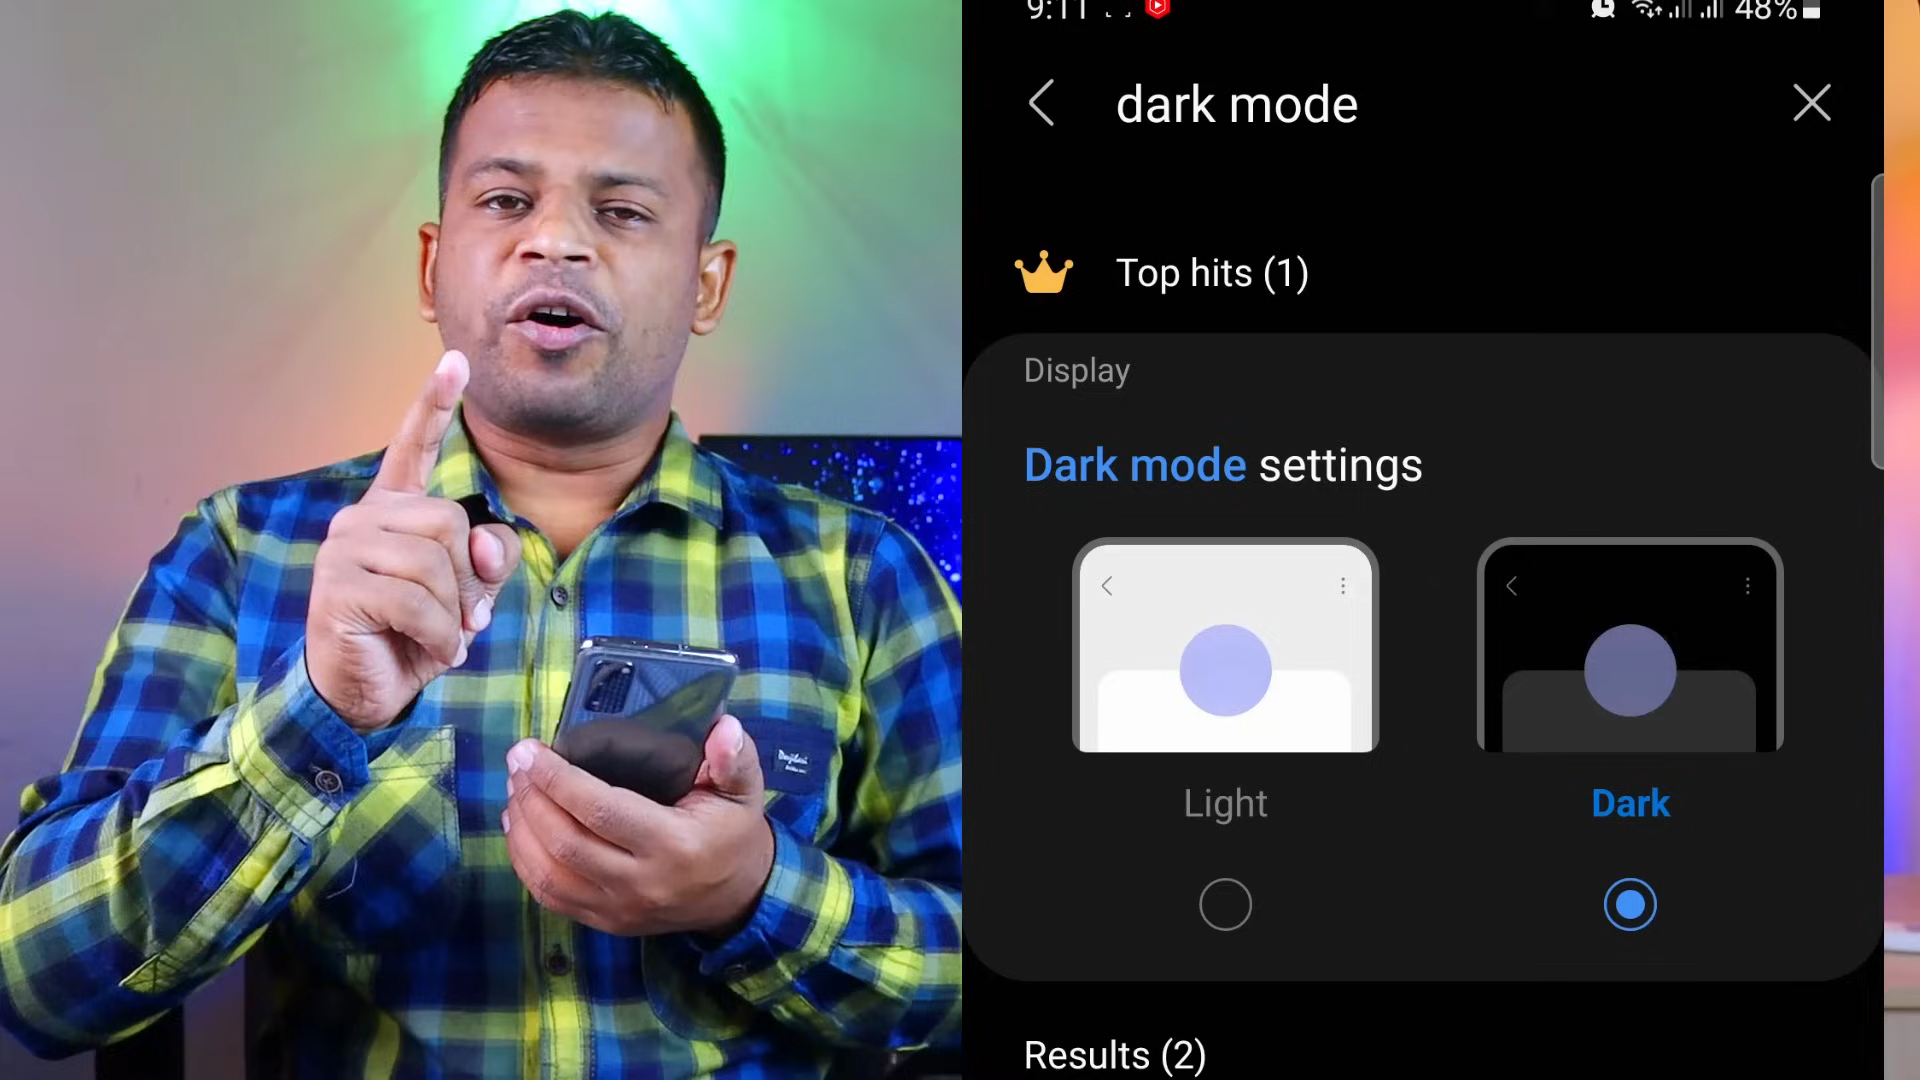 9:11 48%
dark mode
Top hits (1)
Display
Dark mode settings
Light Dark
Results (2)